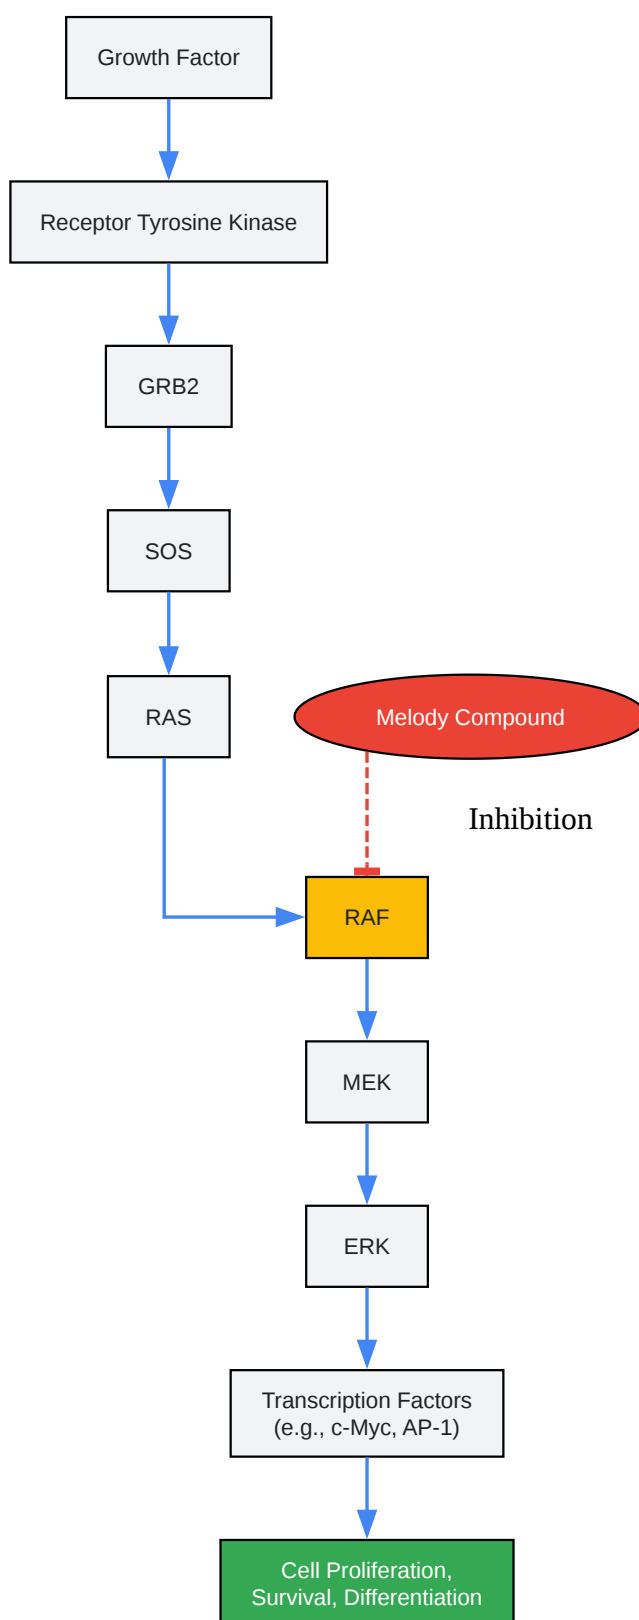 Growth Factor
Receptor Tyrosine Kinase
GRB2
SOS
RAS
Melody Compound
Inhibition
RAF
MEK
ERK
Transcription Factors
(e.g., c-Myc, AP-1)
Cell Proliferation,
Survival, Differentiation